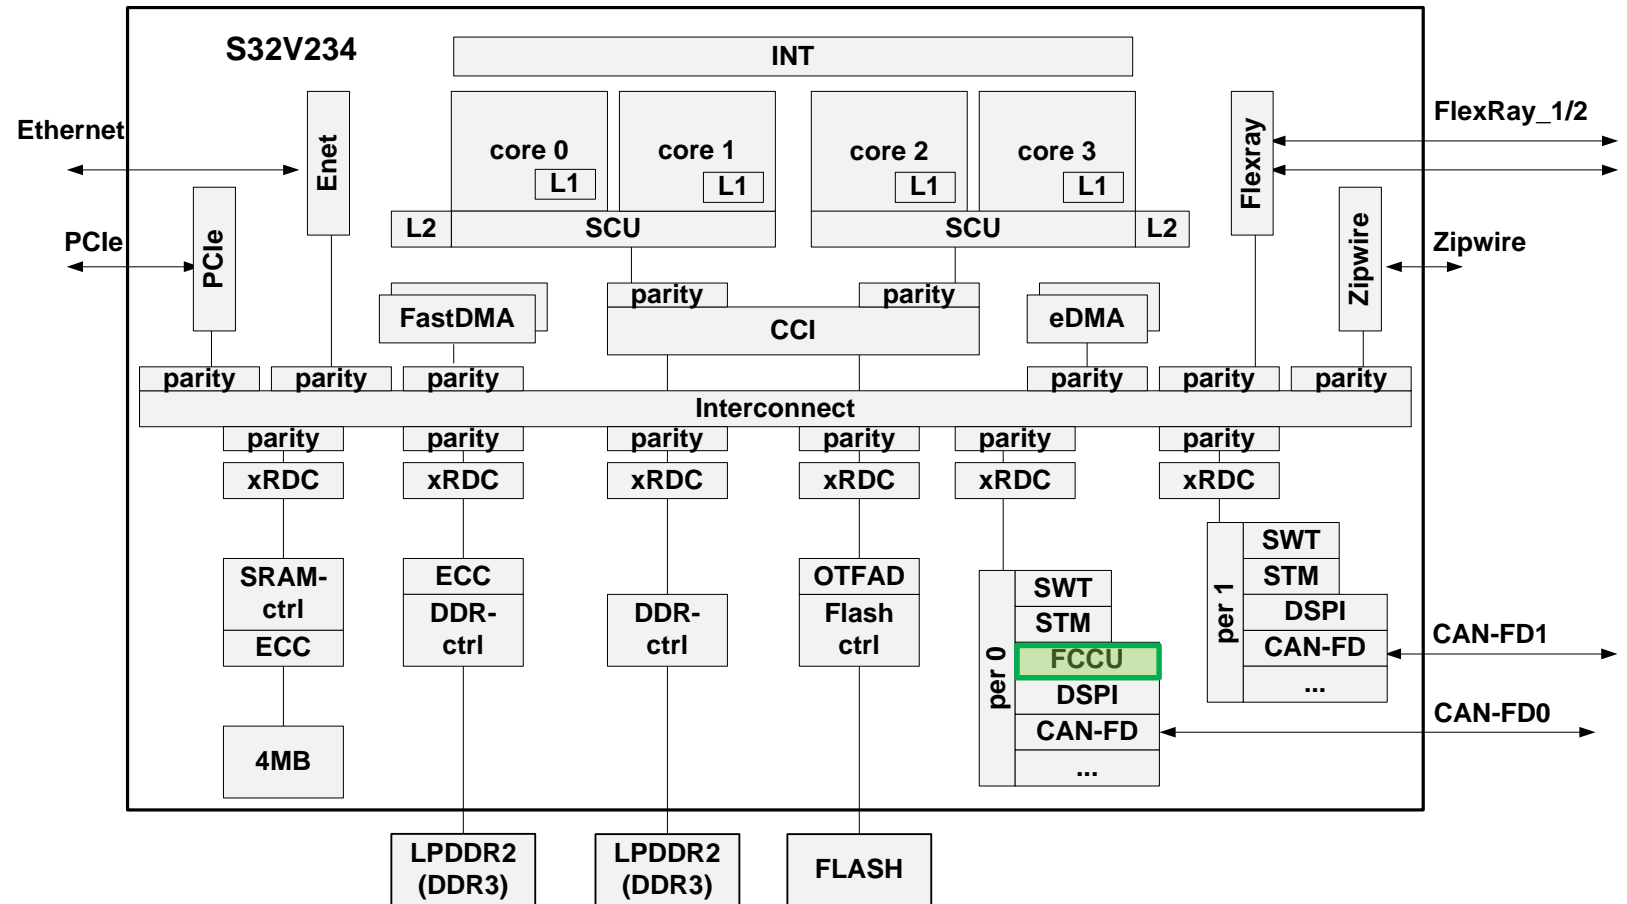 S32V234
INT
Ethernet
Enet
core 0
L1
core 1
L1
core 2
L1
core 3
L1
Flexray
FlexRay_1/2
L2
SCU
SCU
L2
PCIe
PCIe
Zipwire
Zipwire
FastDMA
parity
parity
CCI
eDMA
parity
parity
parity
parity
parity
parity
Interconnect
parity
parity
parity
parity
parity
parity
xRDC
xRDC
xRDC
xRDC
xRDC
xRDC
SRAM-
ctrl
ECC
4MB
ECC
DDR-
ctrl
DDR-
ctrl
OTFAD
Flash
ctrl
per 0
SWT
STM
FCCU
DSPI
CAN-FD
...
per 1
SWT
STM
DSPI
CAN-FD
...
CAN-FD1
CAN-FD0
LPDDR2
(DDR3)
LPDDR2
(DDR3)
FLASH